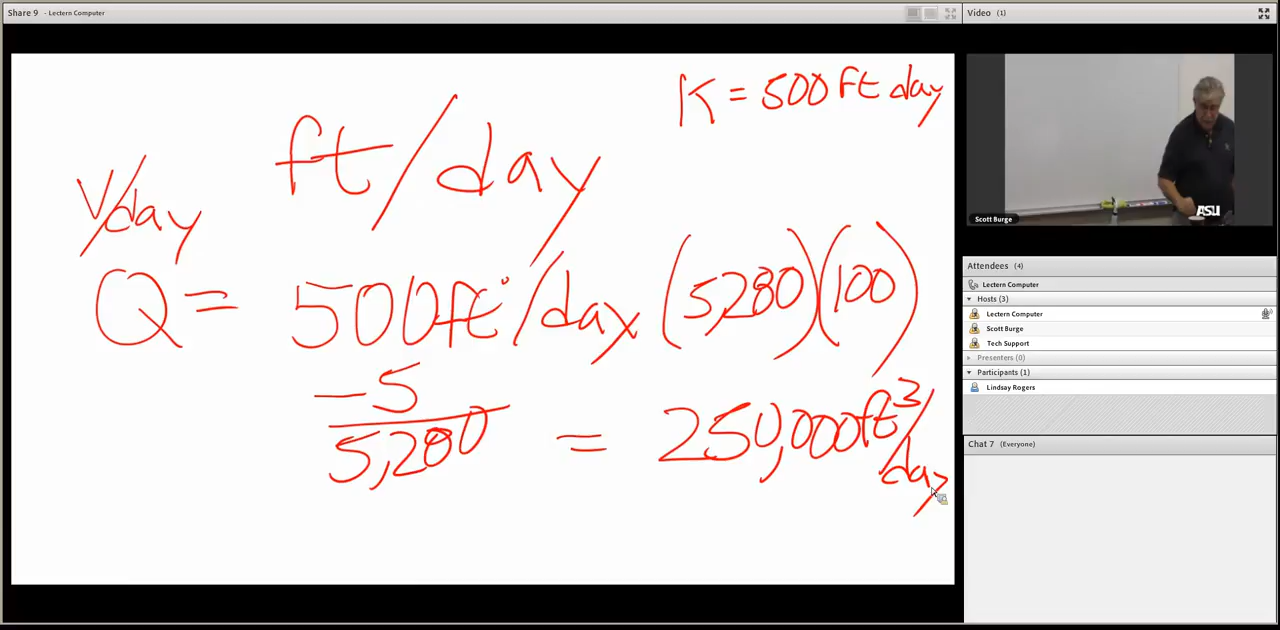 Share 9 - Lectern Computer
Video (1)
K = 500 ft day
ft/day
V/day
Q = 500ft/day (5,280)(100)
-5
5,280
= 250,000ft³/day
ASU
Scott Burge
Attendees (4)
Lectern Computer
Hosts (3)
Lectern Computer
Scott Burge
Tech Support
Presenters (0)
Participants (1)
Lindsay Rogers
Chat 7 (Everyone)